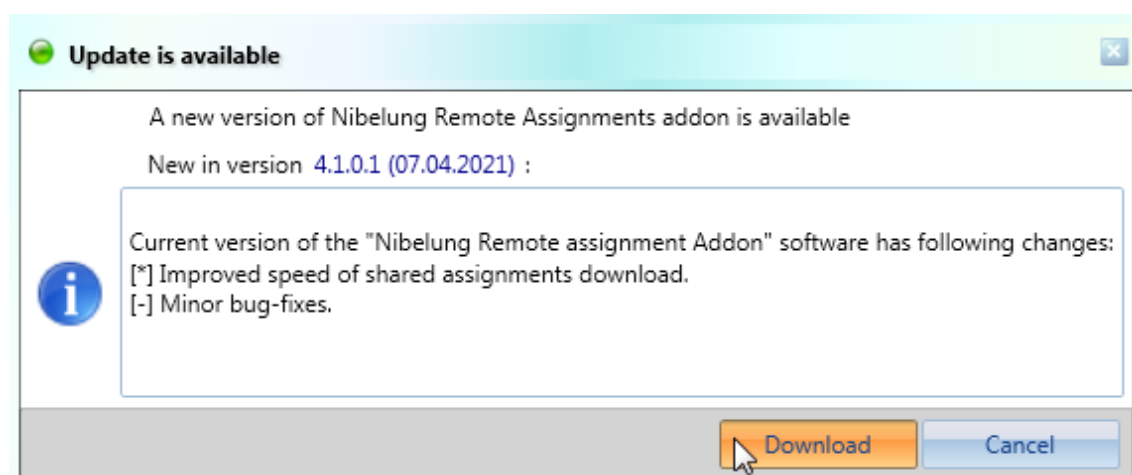 Update is available
A new version of Nibelung Remote Assignments addon is available
New in version 4.1.0.1 (07.04.2021) :
Current version of the "Nibelung Remote assignment Addon" software has following changes:
[*] Improved speed of shared assignments download.
[-] Minor bug-fixes.
Download Cancel